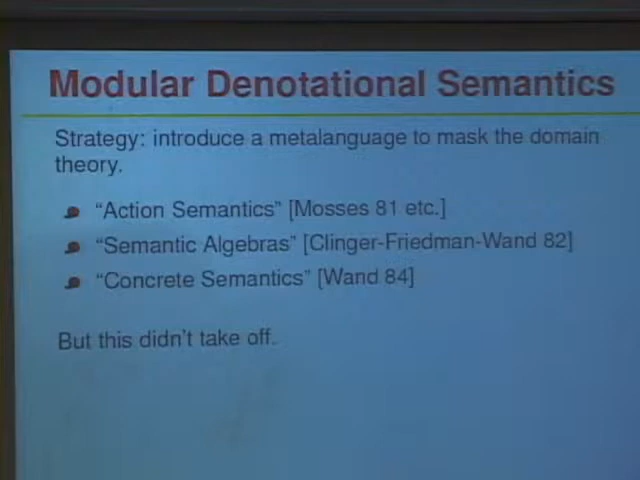 Modular Denotational Semantics
Strategy: introduce a metalanguage to mask the domain
theory.
“Action Semantics” [Mosses 81 etc.]
“Semantic Algebras” [Clinger-Friedman-Wand 82]
“Concrete Semantics” [Wand 84]
But this didn’t take off.